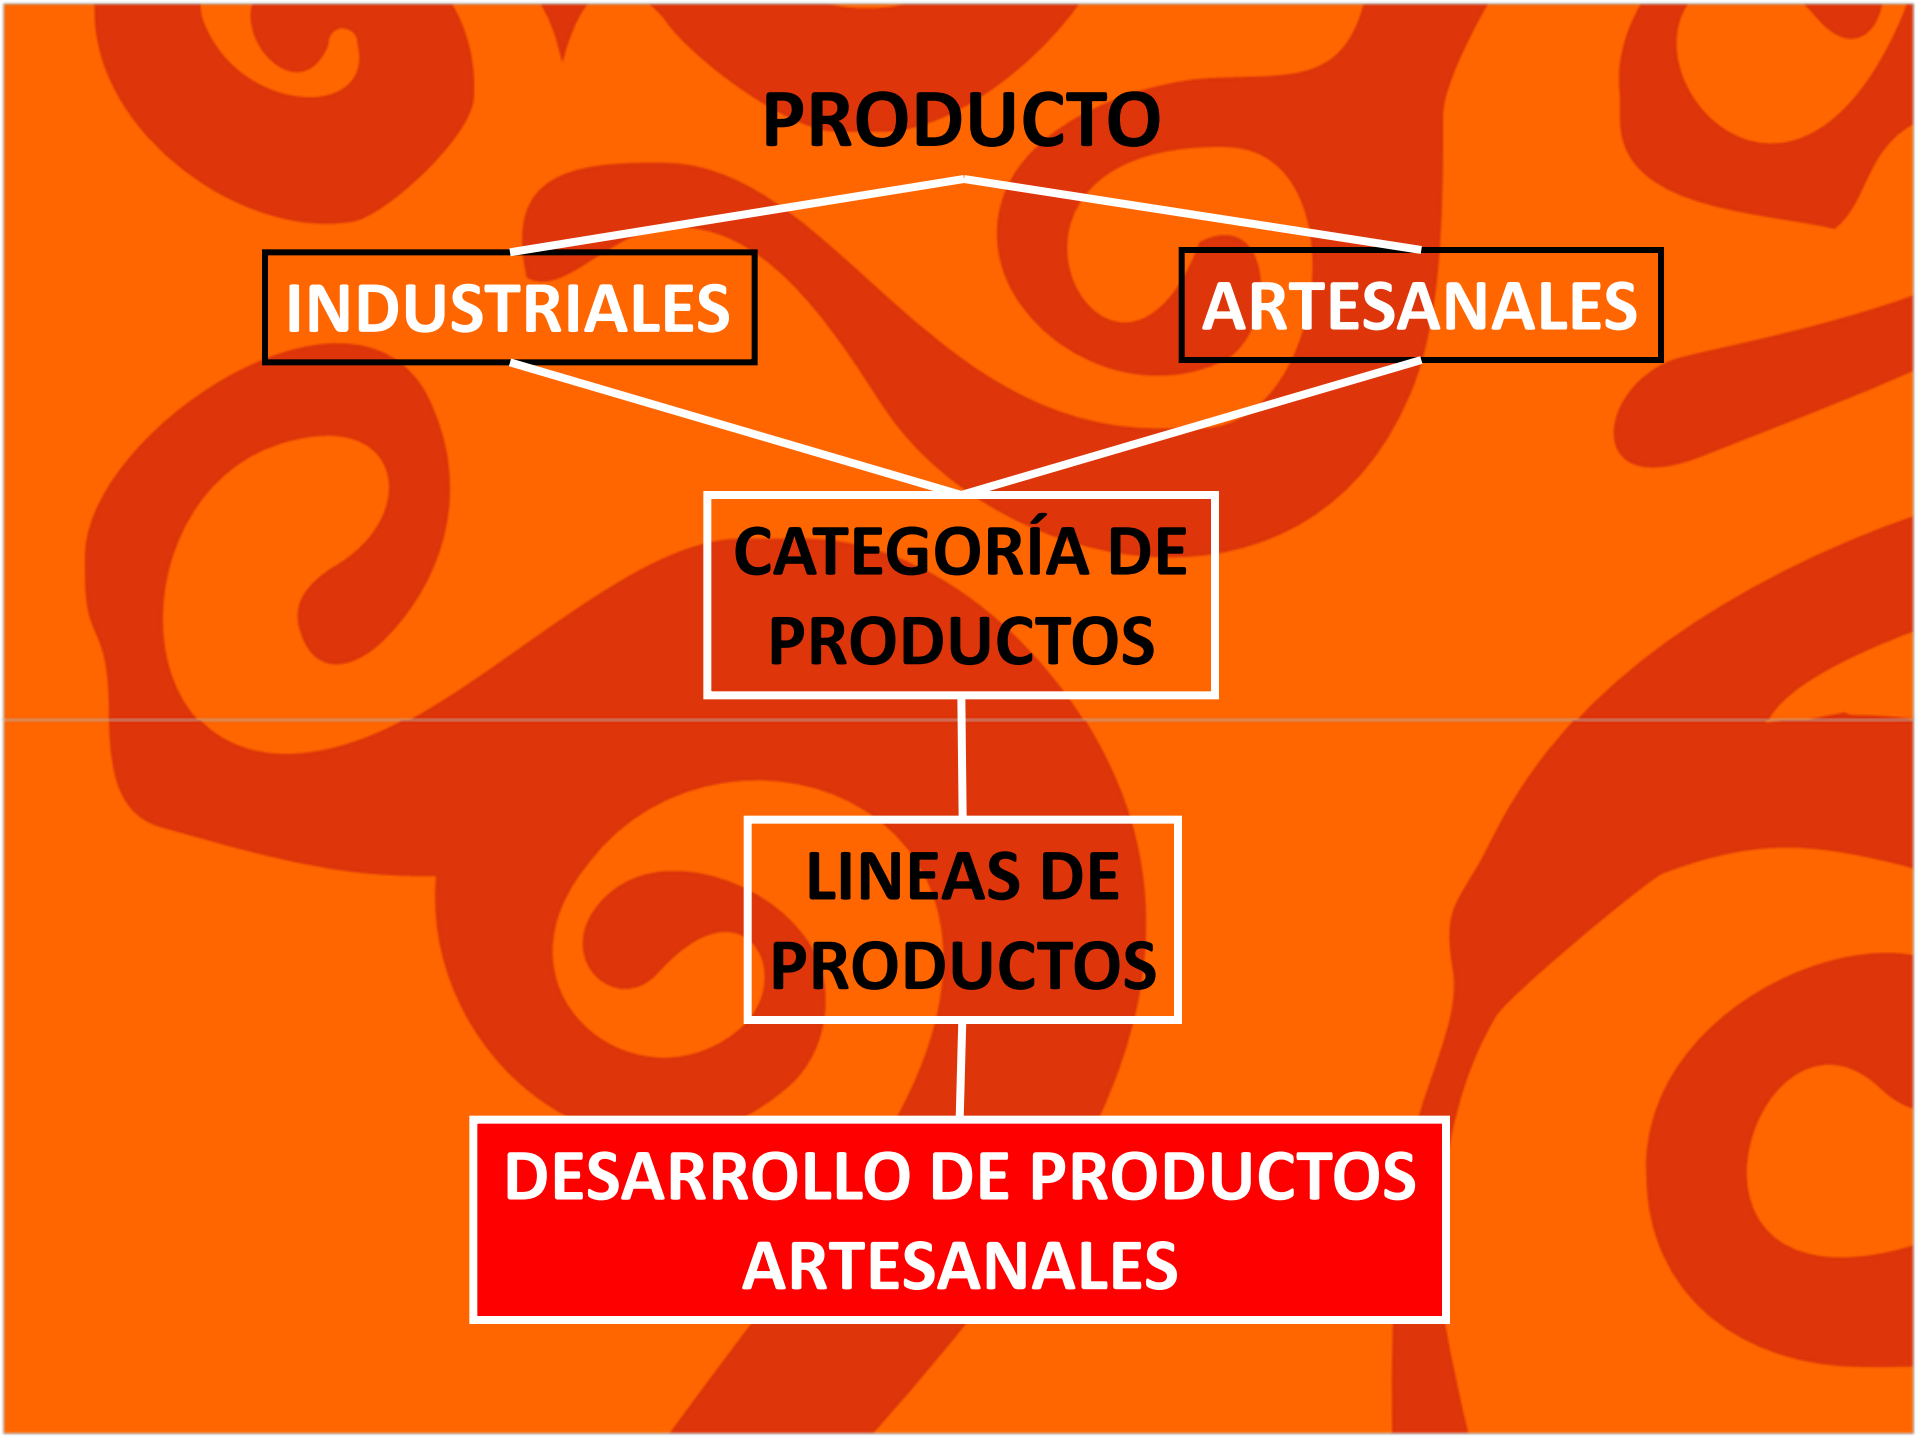 PRODUCTO
INDUSTRIALES
ARTESANALES
CATEGORÍA DE
PRODUCTOS
LINEAS DE
PRODUCTOS
DESARROLLO DE PRODUCTOS
ARTESANALES